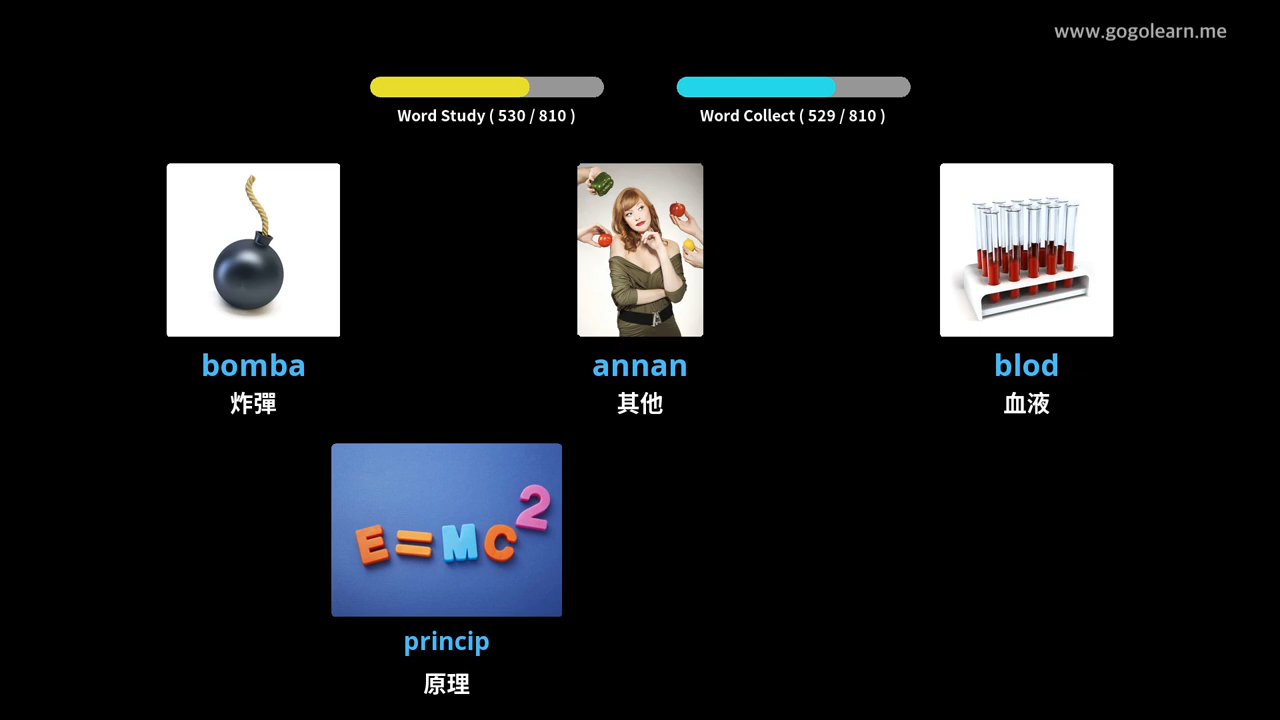 www.gogolearn.me
Word Study ( 530 / 810 )
Word Collect ( 529 / 810 )
bomba
炸彈
annan
其他
blod
血液
E=MC2
princip
原理